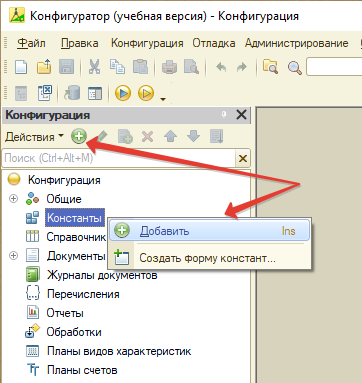 Конфигуратор (учебная версия) - Конфигурация
Файл Правка Конфигурация Отладка Администрирование
Конфигурация
Действия
Поиск (Ctrl+Alt+M)
Конфигурация
Общие
Константы
Справочник
Добавить Ins
Документы
Создать форму констант...
Журналы документов
Перечисления
Отчеты
Обработки
Планы видов характеристик
Планы счетов